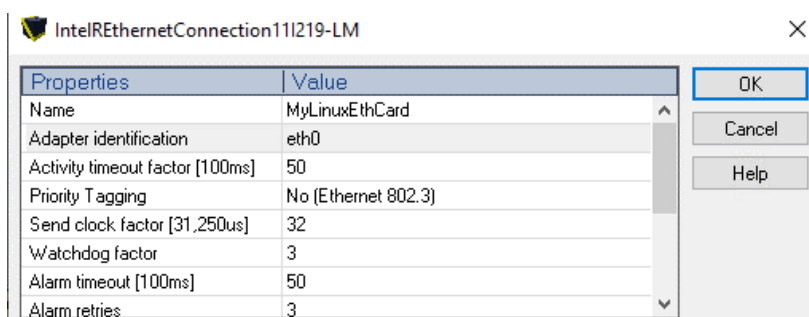 IntelREthernetConnection11I219-LM
Properties Value
Name MyLinuxEthCard
Adapter identification eth0
Activity timeout factor [100ms] 50
Priority Tagging No (Ethernet 802.3)
Send clock factor [31,250us] 32
Watchdog factor 3
Alarm timeout [100ms] 50
Alarm retries 3
OK
Cancel
Help